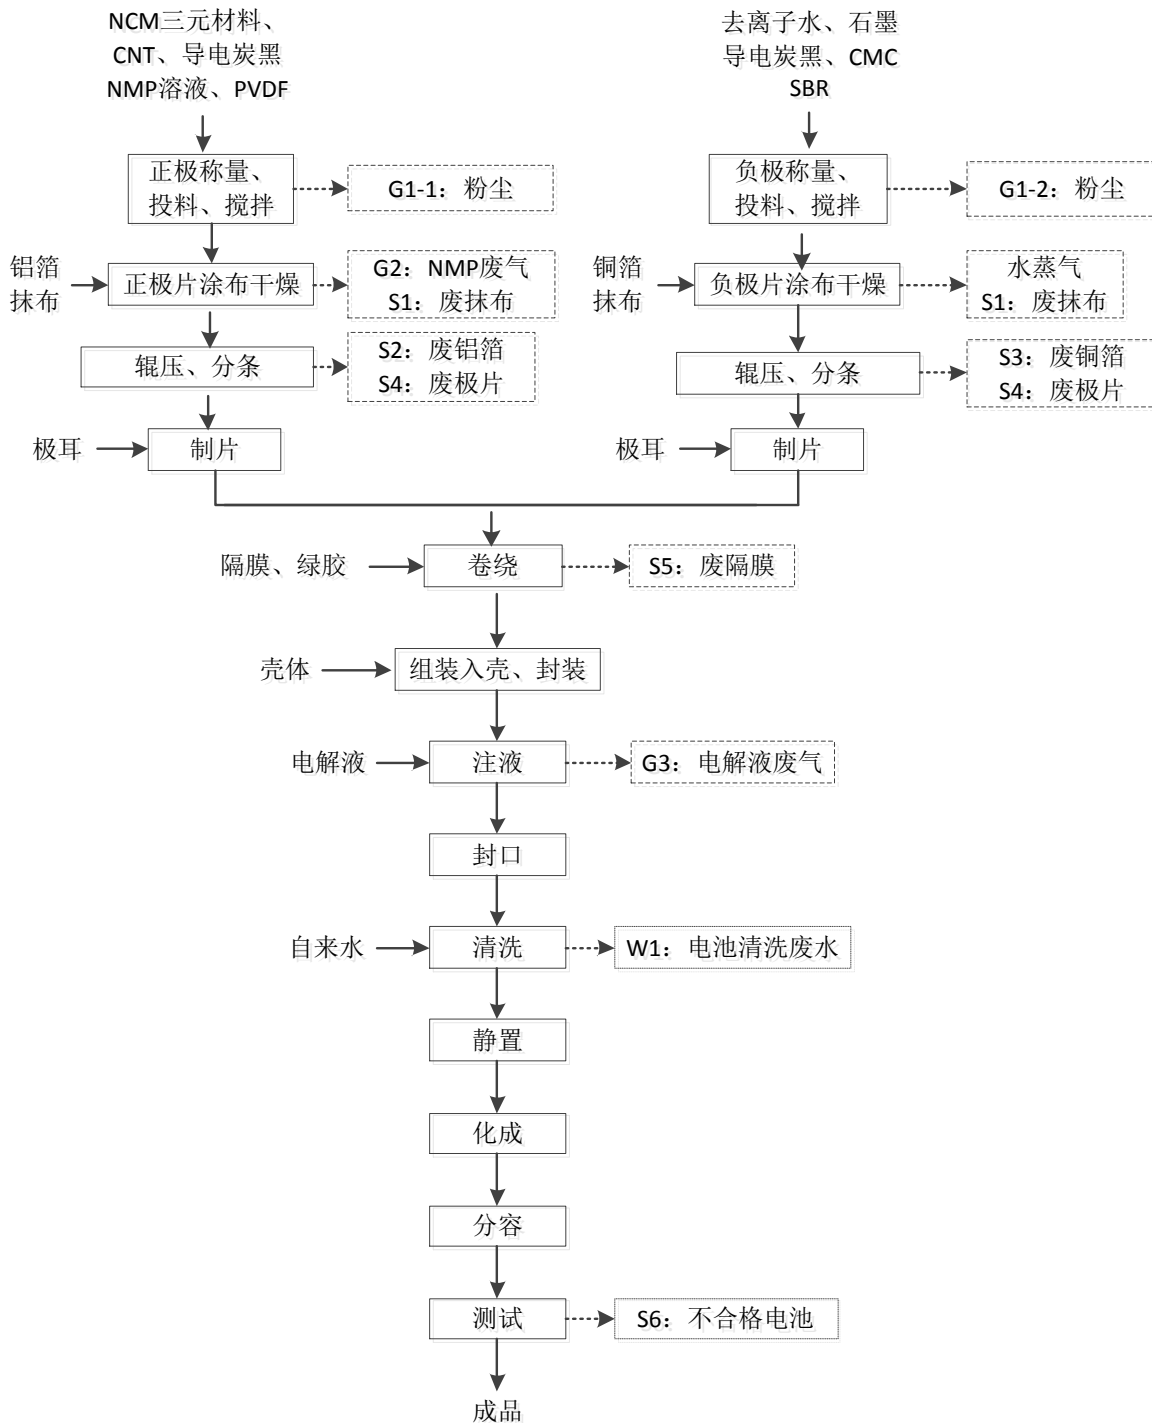 NCM三元材料、
CNT、导电炭黑
NMP溶液、PVDF
去离子水、石墨
导电炭黑、CMC
SBR
正极称量、
投料、搅拌
G1-1：粉尘
负极称量、
投料、搅拌
G1-2：粉尘
铝箔
抹布
正极片涂布干燥
G2：NMP废气
S1：废抹布
铜箔
抹布
负极片涂布干燥
水蒸气
S1：废抹布
辊压、分条
S2：废铝箔
S4：废极片
辊压、分条
S3：废铜箔
S4：废极片
极耳
制片
极耳
制片
隔膜、绿胶
卷绕
S5：废隔膜
壳体
组装入壳、封装
电解液
注液
G3：电解液废气
封口
自来水
清洗
W1：电池清洗废水
静置
化成
分容
测试
S6：不合格电池
成品